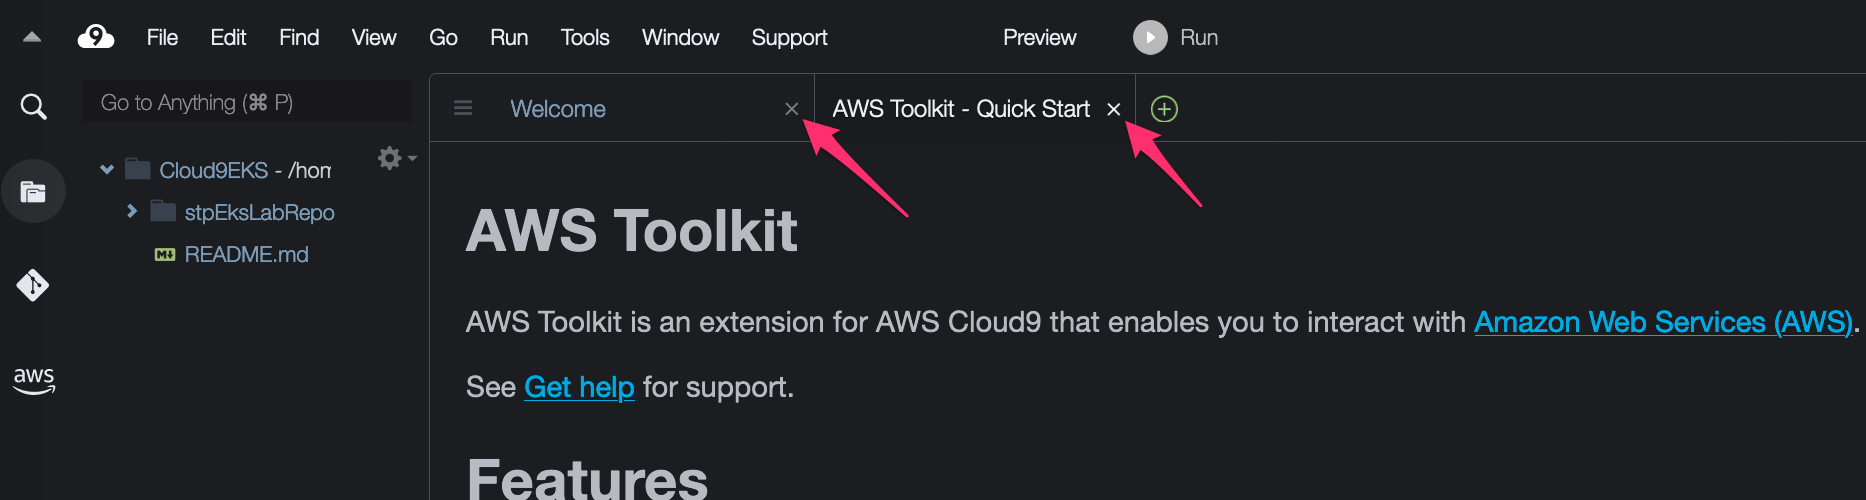 9 File Edit Find View Go Run Tools Window Support Preview Run
Go to Anything (⌘ P)
Welcome × AWS Toolkit - Quick Start ×
Cloud9EKS - /hom
stpEksLabRepo
README.md
aws
AWS Toolkit
AWS Toolkit is an extension for AWS Cloud9 that enables you to interact with Amazon Web Services (AWS).
See Get help for support.
Features